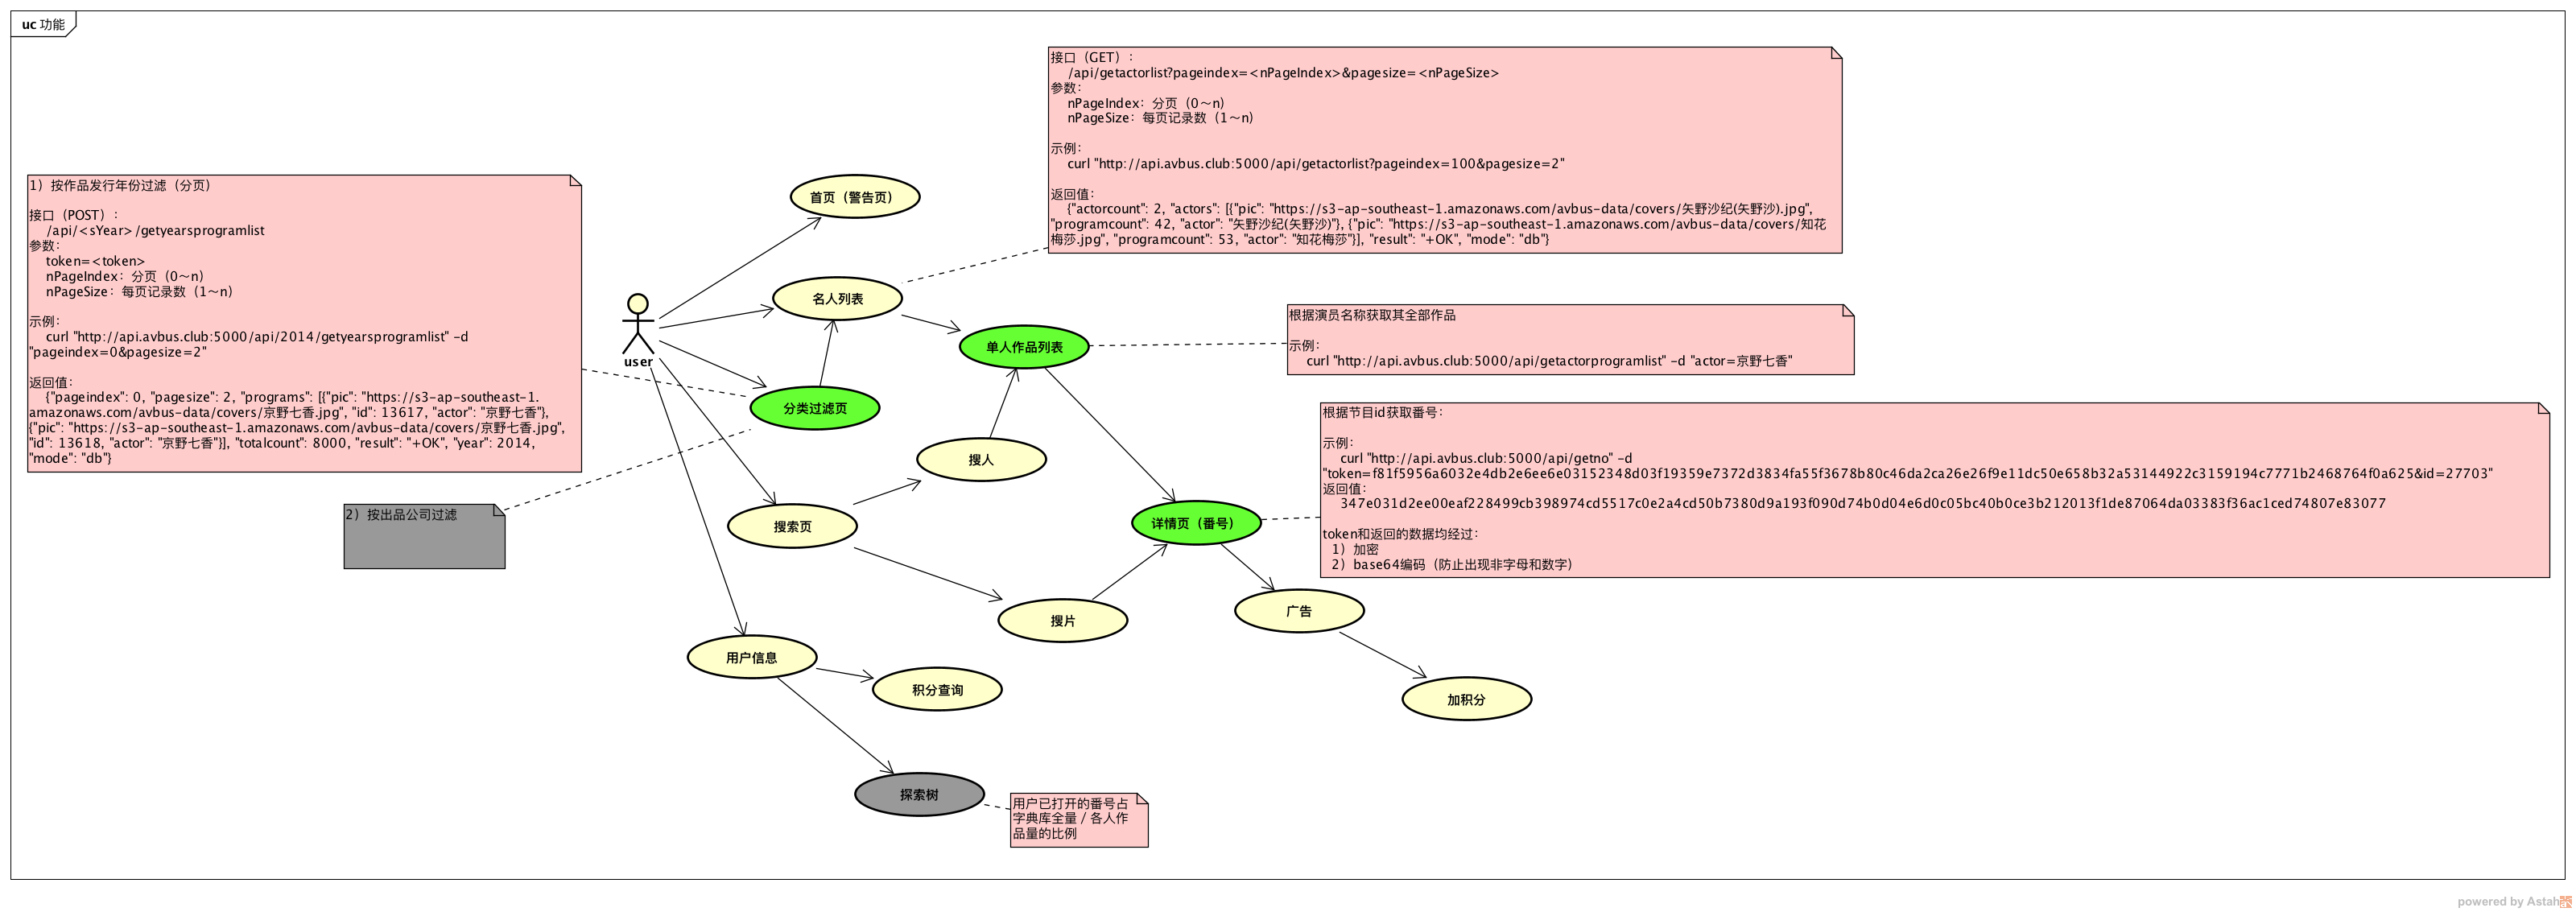 uc 功能
接口（GET）：
/api/getactorlist?pageindex=<nPageIndex>&pagesize=<nPageSize>
参数：
nPageIndex：分页（0～n）
nPageSize：每页记录数（1～n）
示例：
curl "http://api.avbus.club:5000/api/getactorlist?pageindex=100&pagesize=2"
返回值：
{"actorcount": 2, "actors": [{"pic": "https://s3-ap-southeast-1.amazonaws.com/avbus-data/covers/矢野沙纪(矢野沙).jpg",
"programcount": 42, "actor": "矢野沙纪(矢野沙)"}, {"pic": "https://s3-ap-southeast-1.amazonaws.com/avbus-data/covers/知花
梅莎.jpg", "programcount": 53, "actor": "知花梅莎"}], "result": "+OK", "mode": "db"}
1）按作品发行年份过滤（分页）
接口（POST）：
/api/<sYear>/getyearsprogramlist
参数：
token=<token>
nPageIndex：分页（0～n）
nPageSize：每页记录数（1～n）
示例：
curl "http://api.avbus.club:5000/api/2014/getyearsprogramlist" -d
"pageindex=0&pagesize=2"
返回值：
{"pageindex": 0, "pagesize": 2, "programs": [{"pic": "https://s3-ap-southeast-1.
amazonaws.com/avbus-data/covers/京野七香.jpg", "id": 13617, "actor": "京野七香"},
{"pic": "https://s3-ap-southeast-1.amazonaws.com/avbus-data/covers/京野七香.jpg",
"id": 13618, "actor": "京野七香"}], "totalcount": 8000, "result": "+OK", "year": 2014,
"mode": "db"}
首页（警告页）
名人列表
user
单人作品列表
根据演员名称获取其全部作品
示例：
curl "http://api.avbus.club:5000/api/getactorprogramlist" -d "actor=京野七香"
分类过滤页
根据节目id获取番号：
示例：
curl "http://api.avbus.club:5000/api/getno" -d
"token=f81f5956a6032e4db2e6ee6e03152348d03f19359e7372d3834fa55f3678b80c46da2ca26e26f9e11dc50e658b32a53144922c3159194c7771b2468764f0a625&id=27703"
返回值：
347e031d2ee00eaf228499cb398974cd5517c0e2a4cd50b7380d9a193f090d74b0d04e6d0c05bc40b0ce3b212013f1de87064da03383f36ac1ced74807e83077
token和返回的数据均经过：
1）加密
2）base64编码（防止出现非字母和数字）
搜人
2）按出品公司过滤
搜索页
详情页（番号）
搜片
广告
用户信息
积分查询
加积分
探索树
用户已打开的番号占
字典库全量 / 各人作
品量的比例
powered by Astah